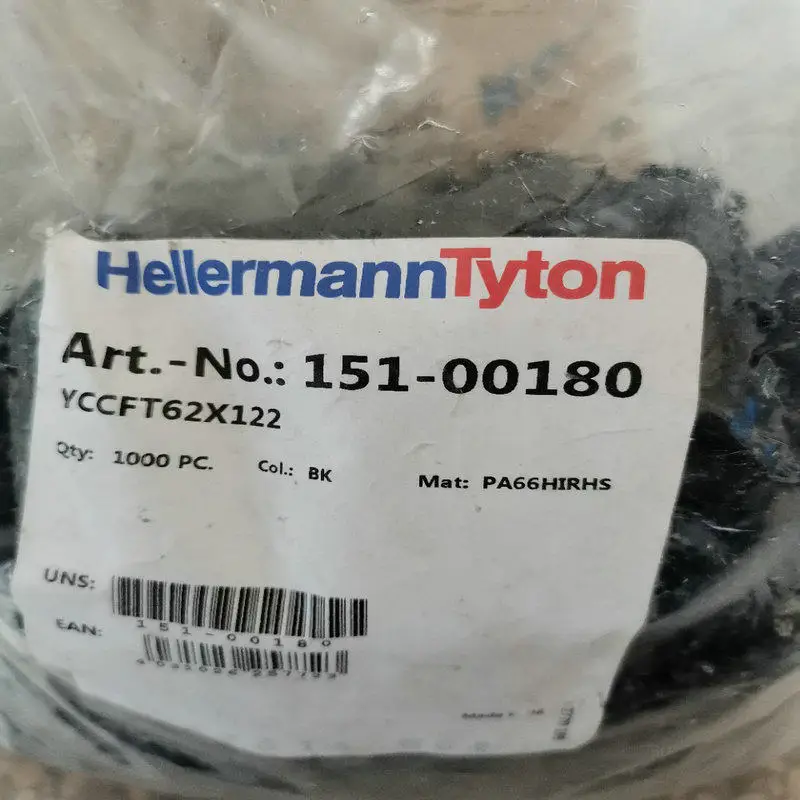 HellermannTyton
Art.-No.: 151-00180
YCCFT62X122
Qty: 1000 PC. Col.: BK Mat: PA66HIRHS
UNS:
151-00180
EAN: